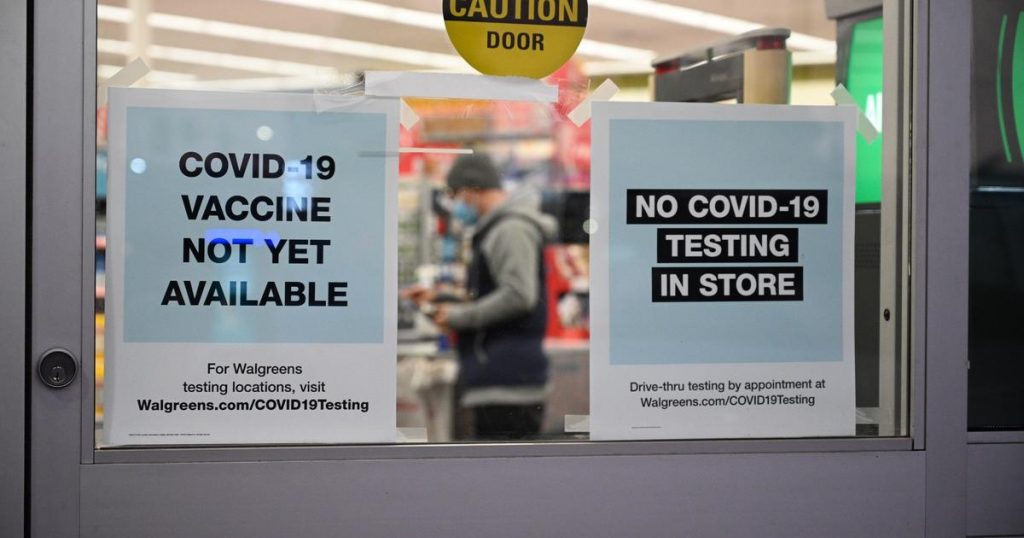 CAUTION
DOOR
COVID-19
VACCINE
NOT YET
AVAILABLE
For Walgreens
testing locations, visit
Walgreens.com/COVID19Testing
NO COVID-19
TESTING
IN STORE
Drive-thru testing by appointment at
Walgreens.com/COVID19Testing